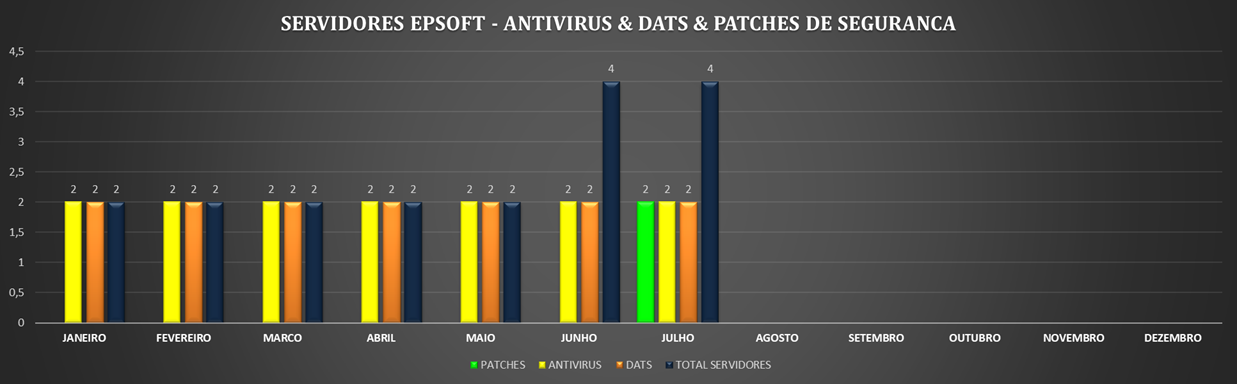 SERVIDORES EPSOFT - ANTIVIRUS & DATS & PATCHES DE SEGURANCA
4,5
4
3,5
3
2,5
2
1,5
1
0,5
0
2 2 2
2 2 2
2 2 2
2 2 2
2 2 2
2 2 4
2 2 2 4
JANEIRO FEVEREIRO MARCO ABRIL MAIO JUNHO JULHO AGOSTO SETEMBRO OUTUBRO NOVEMBRO DEZEMBRO
PATCHES ANTIVIRUS DATS TOTAL SERVIDORES